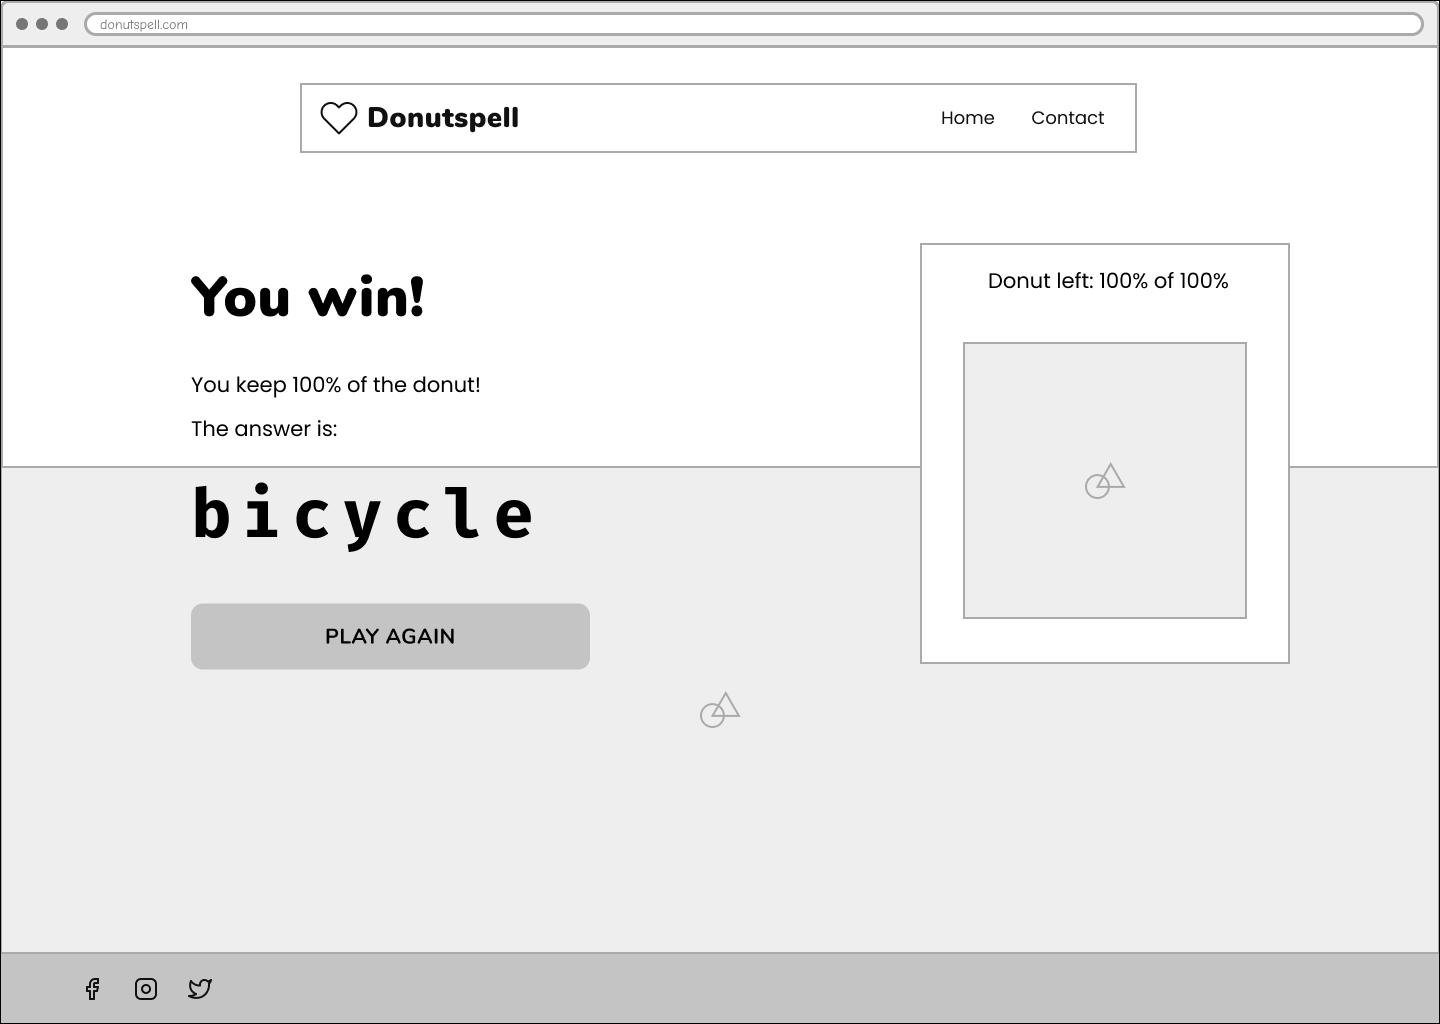 donutspell.com
Donutspell
Home
Contact
You win!
You keep 100% of the donut!
The answer is:
bicycle
PLAY AGAIN
Donut left: 100% of 100%